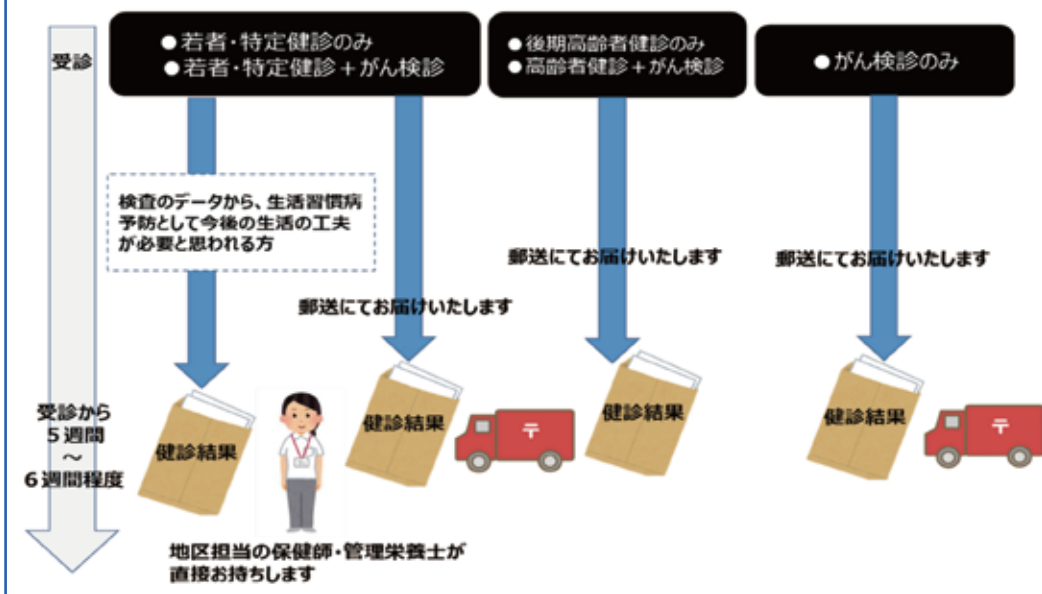 受診
●若者・特定健診のみ
●若者・特定健診＋がん検診
●後期高齢者健診のみ
●高齢者健診＋がん検診
●がん検診のみ
検査のデータから、生活習慣病
予防として今後の生活の工夫
が必要と思われる方
郵送にてお届けいたします
郵送にてお届けいたします
郵送にてお届けいたします
受診から
５週間
～
６週間程度
健診結果
健診結果
〒
健診結果
健診結果
〒
地区担当の保健師・管理栄養士が
直接お持ちします